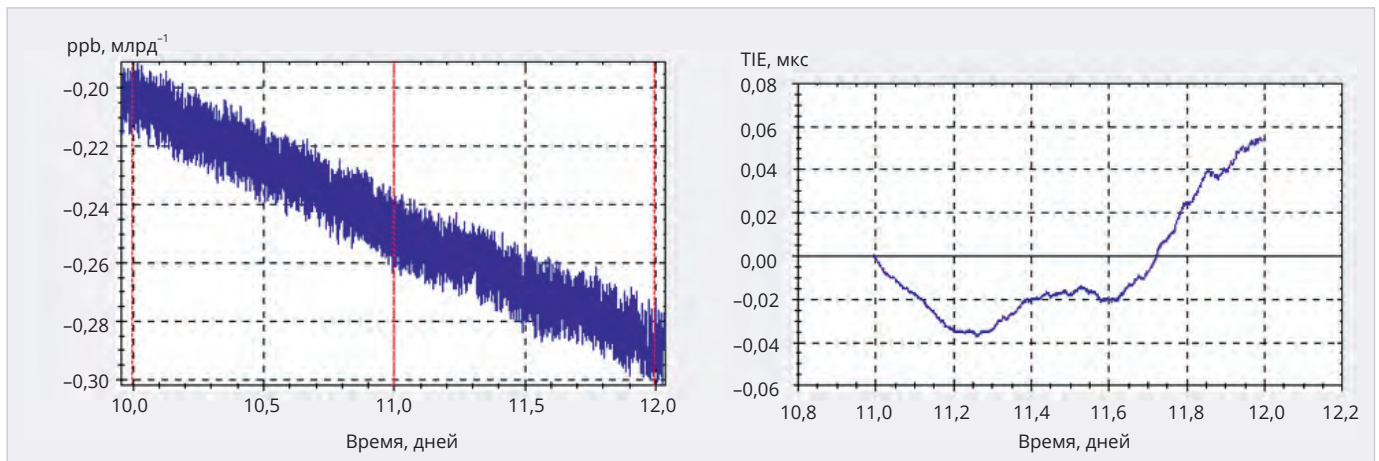 ppb, млрд⁻¹
–0,20
–0,22
–0,24
–0,26
–0,28
–0,30
10,0 10,5 11,0 11,5 12,0
Время, дней
TIE, мкс
0,08
0,06
0,04
0,02
0,00
–0,02
–0,04
–0,06
10,8 11,0 11,2 11,4 11,6 11,8 12,0 12,2
Время, дней